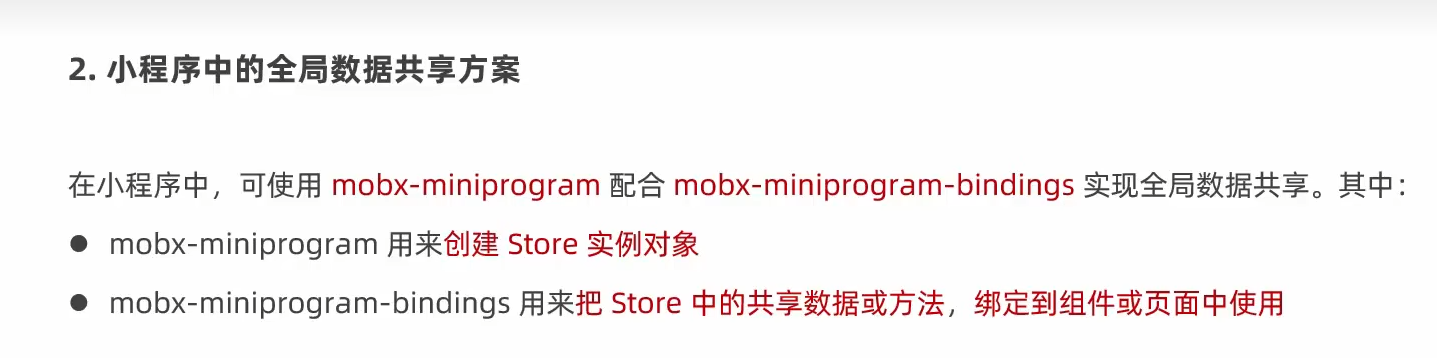 2. 小程序中的全局数据共享方案
在小程序中，可使用 mobx-miniprogram 配合 mobx-miniprogram-bindings 实现全局数据共享。其中：
● mobx-miniprogram 用来创建 Store 实例对象
● mobx-miniprogram-bindings 用来把 Store 中的共享数据或方法，绑定到组件或页面中使用